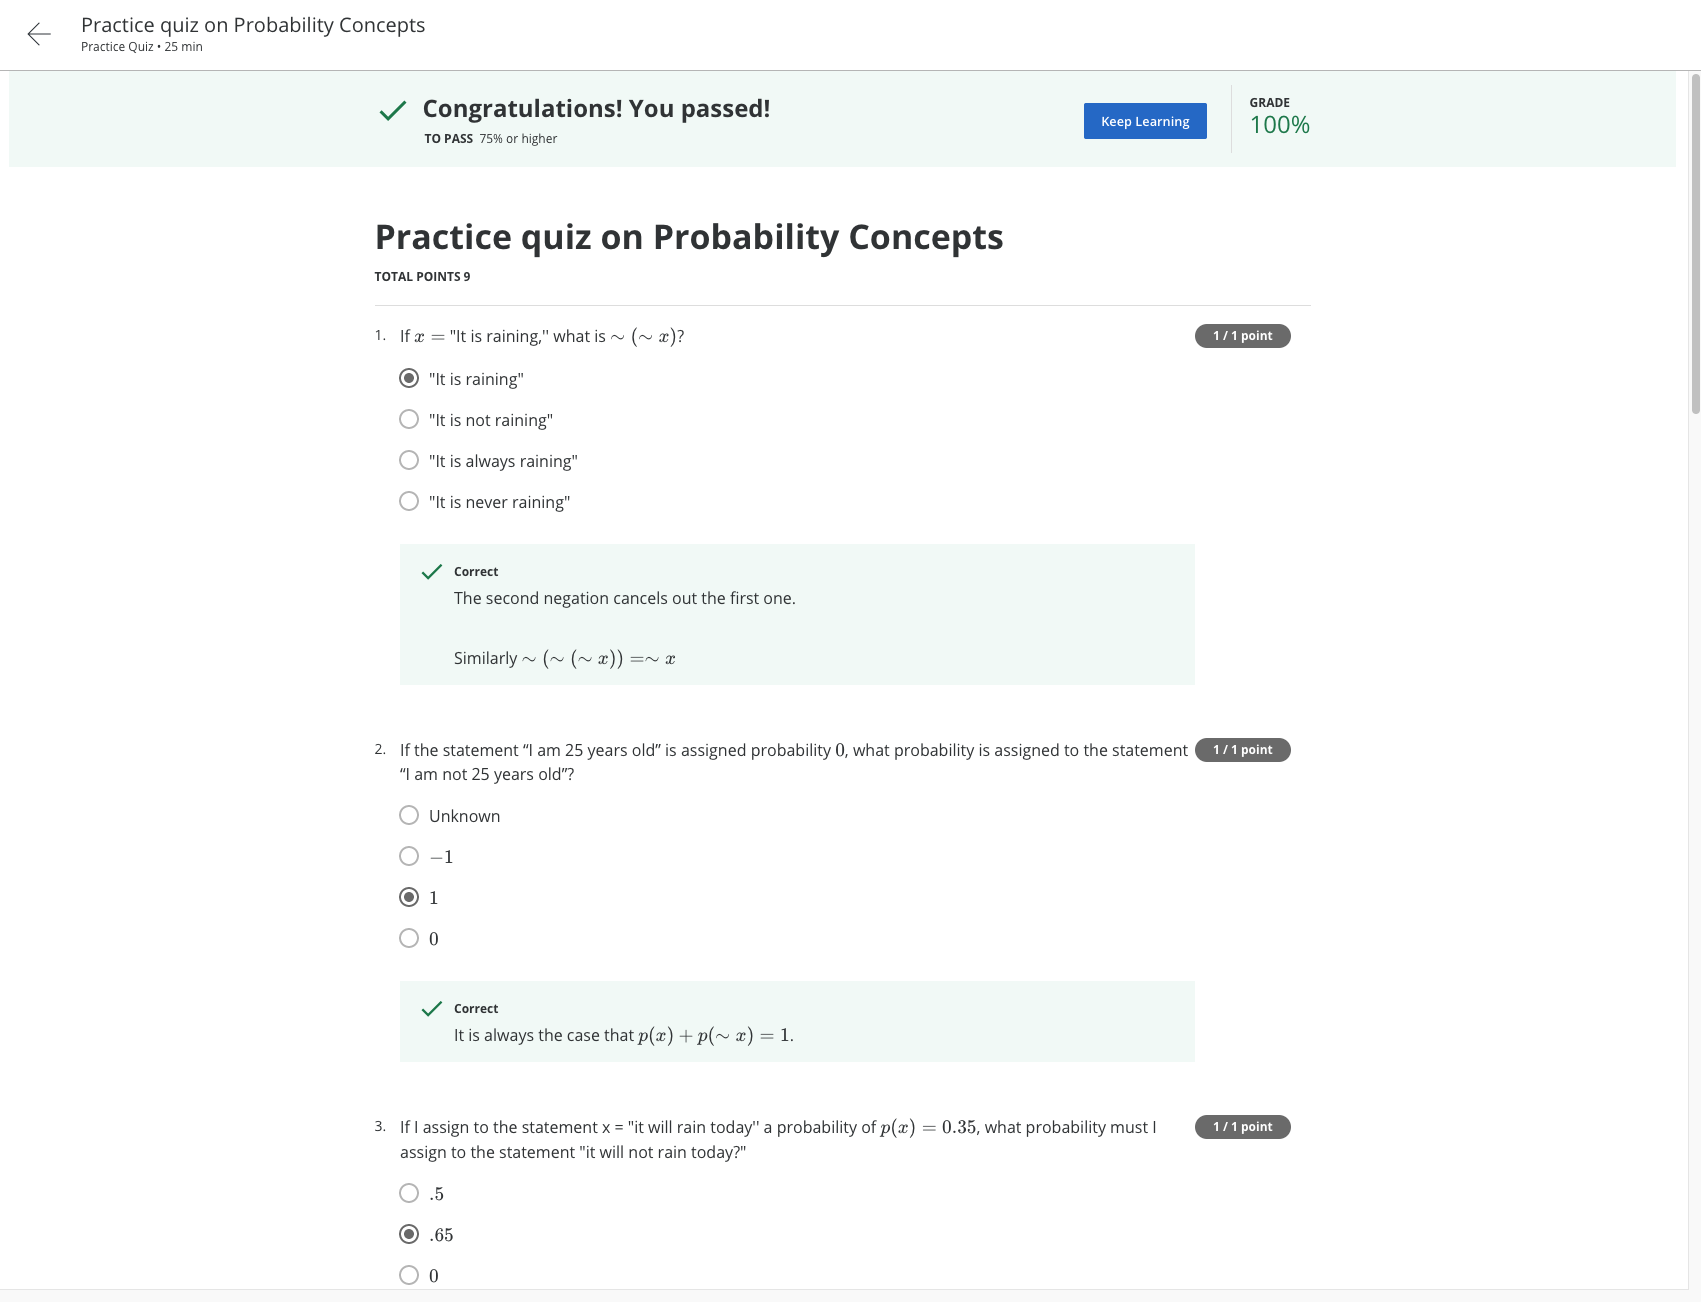 Practice quiz on Probability Concepts
Practice Quiz • 25 min
Congratulations! You passed!
TO PASS 75% or higher
Keep Learning
GRADE
100%
Practice quiz on Probability Concepts
TOTAL POINTS 9
1. If x = "It is raining,'' what is ∼ (∼ x)?
1 / 1 point
"It is raining"
"It is not raining"
"It is always raining"
"It is never raining"
Correct
The second negation cancels out the first one.
Similarly ∼ (∼ (∼ x)) =∼ x
2. If the statement “I am 25 years old” is assigned probability 0, what probability is assigned to the statement
1 / 1 point
“I am not 25 years old”?
Unknown
−1
1
0
Correct
It is always the case that p(x) + p(∼ x) = 1.
3. If I assign to the statement x = "it will rain today'' a probability of p(x) = 0.35, what probability must I
1 / 1 point
assign to the statement "it will not rain today?"
.5
.65
0